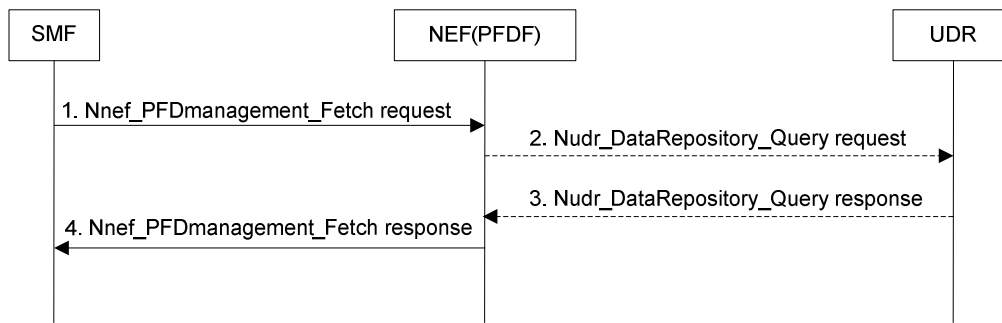 SMF
NEF(PFDF)
UDR
1. Nnef_PFDmanagement_Fetch request
2. Nudr_DataRepository_Query request
3. Nudr_DataRepository_Query response
4. Nnef_PFDmanagement_Fetch response